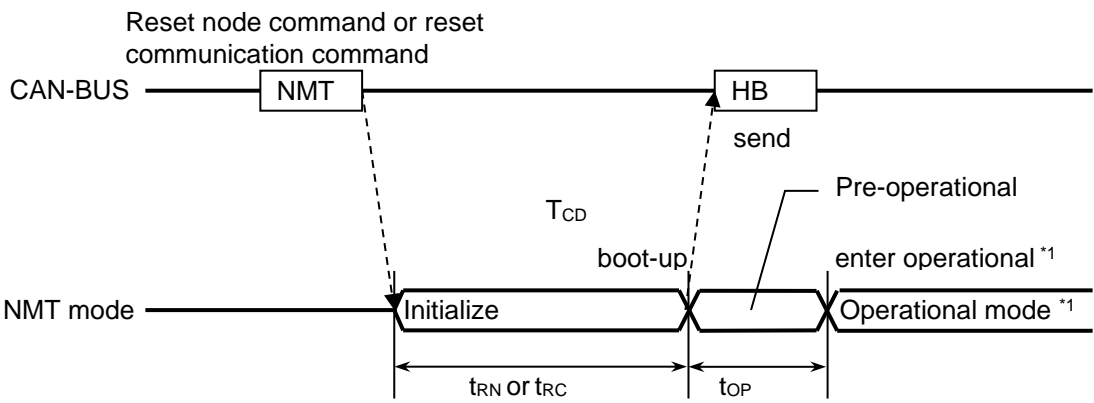 Reset node command or reset
communication command
CAN-BUS
NMT
HB
send
Pre-operational
TCD
boot-up
enter operational *1
NMT mode
Initialize
Operational mode *1
tRN or tRC
tOP